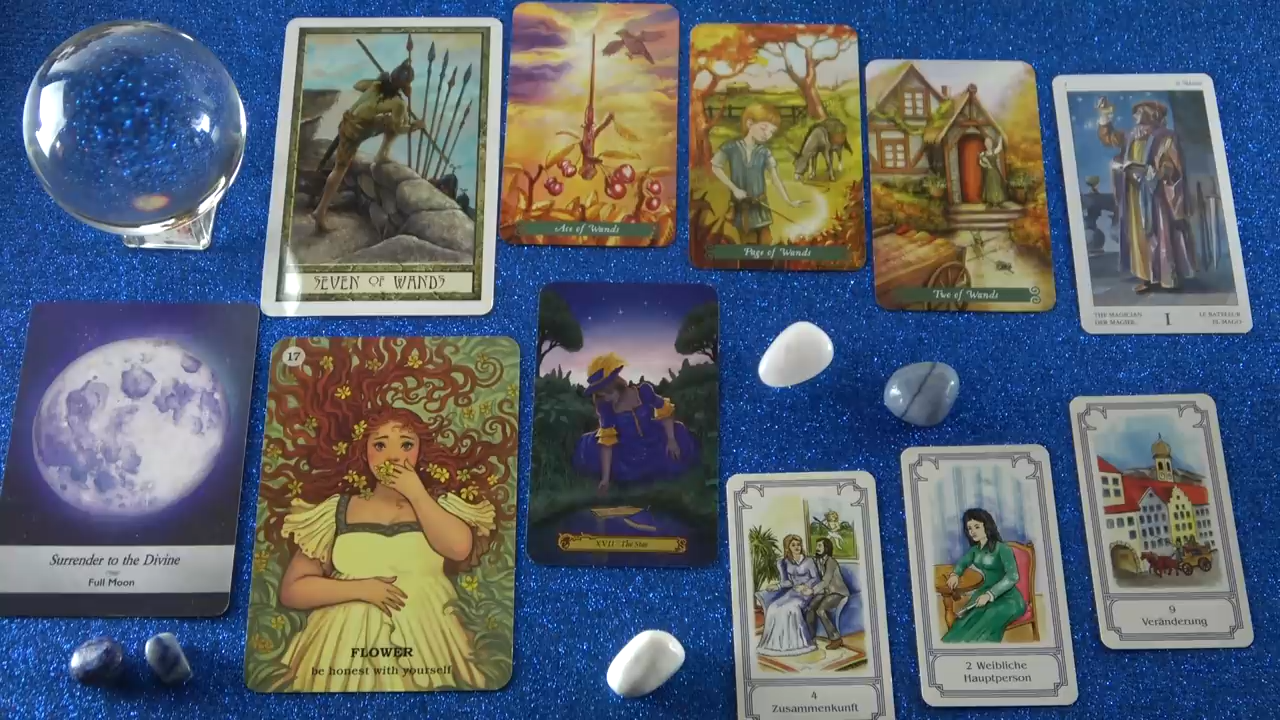 SEVEN OF WANDS
Ace of Wands
Page of Wands
Two of Wands
I
THE MAGICIAN
DER MAGIER
I
LE BATELEUR
IL MAGO
Surrender to the Divine
Full Moon
17
FLOWER
be honest with yourself
XVII The Star
4
Zusammenkunft
2 Weibliche
Hauptperson
9
Veränderung